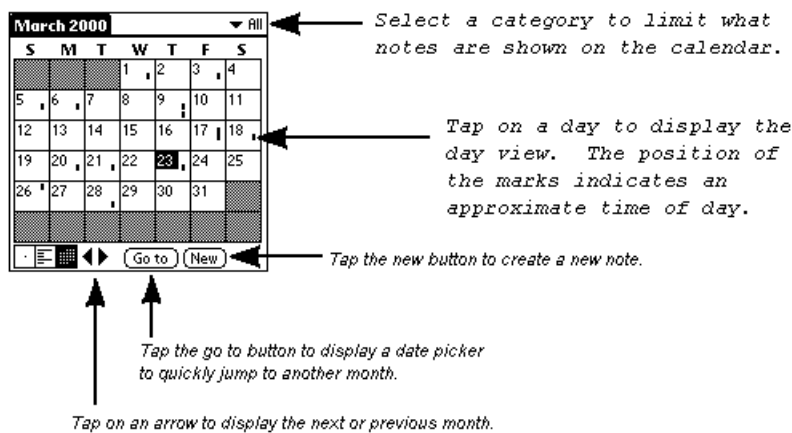 March 2000 All
S M T W T F S
1 2 3 4
5 6 7 8 9 10 11
12 13 14 15 16 17 18
19 20 21 22 23 24 25
26 27 28 29 30 31
Go to New
Select a category to limit what
notes are shown on the calendar.
Tap on a day to display the
day view. The position of
the marks indicates an
approximate time of day.
Tap the new button to create a new note.
Tap the go to button to display a date picker
to quickly jump to another month.
Tap on an arrow to display the next or previous month.